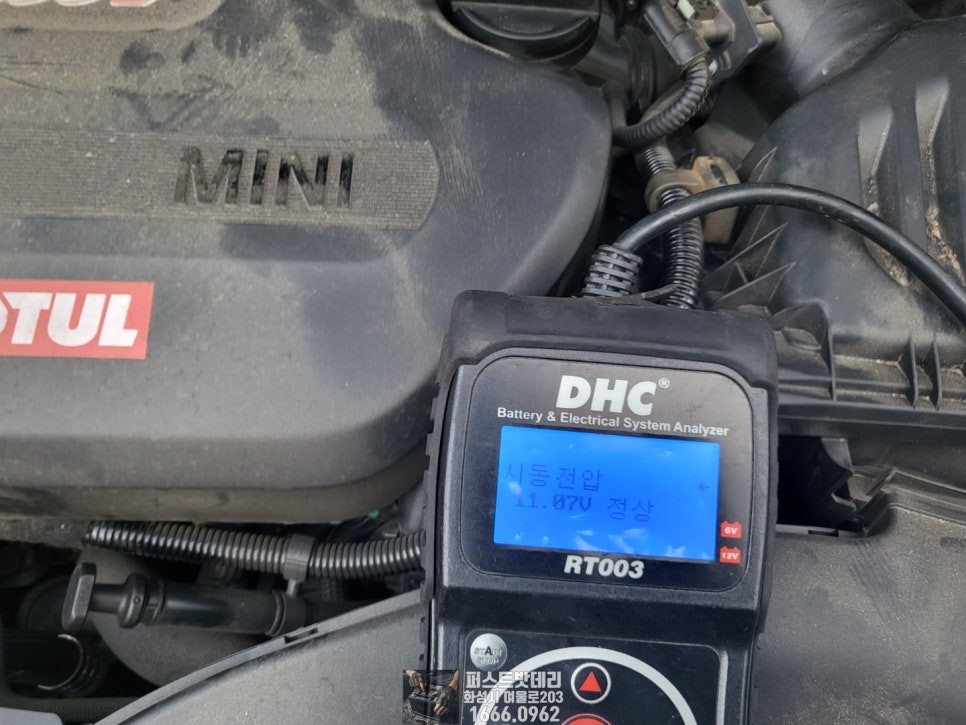 MINI
OTUL
DHC®
Battery & Electrical System Analyzer
시동전압
11.07V 정상
6V
12V
RT003
퍼스트밧데리
화성시 여울로203
1666.0962